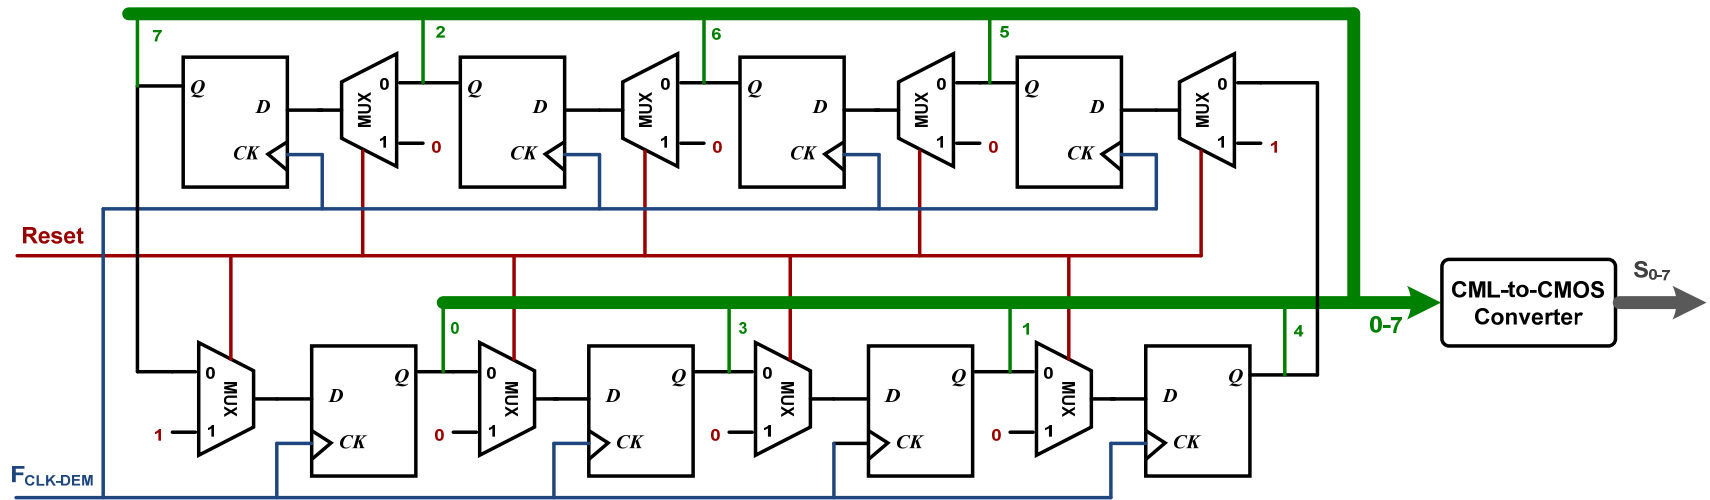 7
2
6
5
Q
D
CK
MUX
0
1
0
Q
D
CK
MUX
0
1
0
Q
D
CK
MUX
0
1
0
Q
D
CK
MUX
0
1
1
Reset
S0-7
CML-to-CMOS
Converter
0-7
0
3
1
4
0
1
1
MUX
D
CK
Q
0
1
0
MUX
D
CK
Q
0
1
0
MUX
D
CK
Q
0
1
0
MUX
D
CK
Q
FCLK-DEM